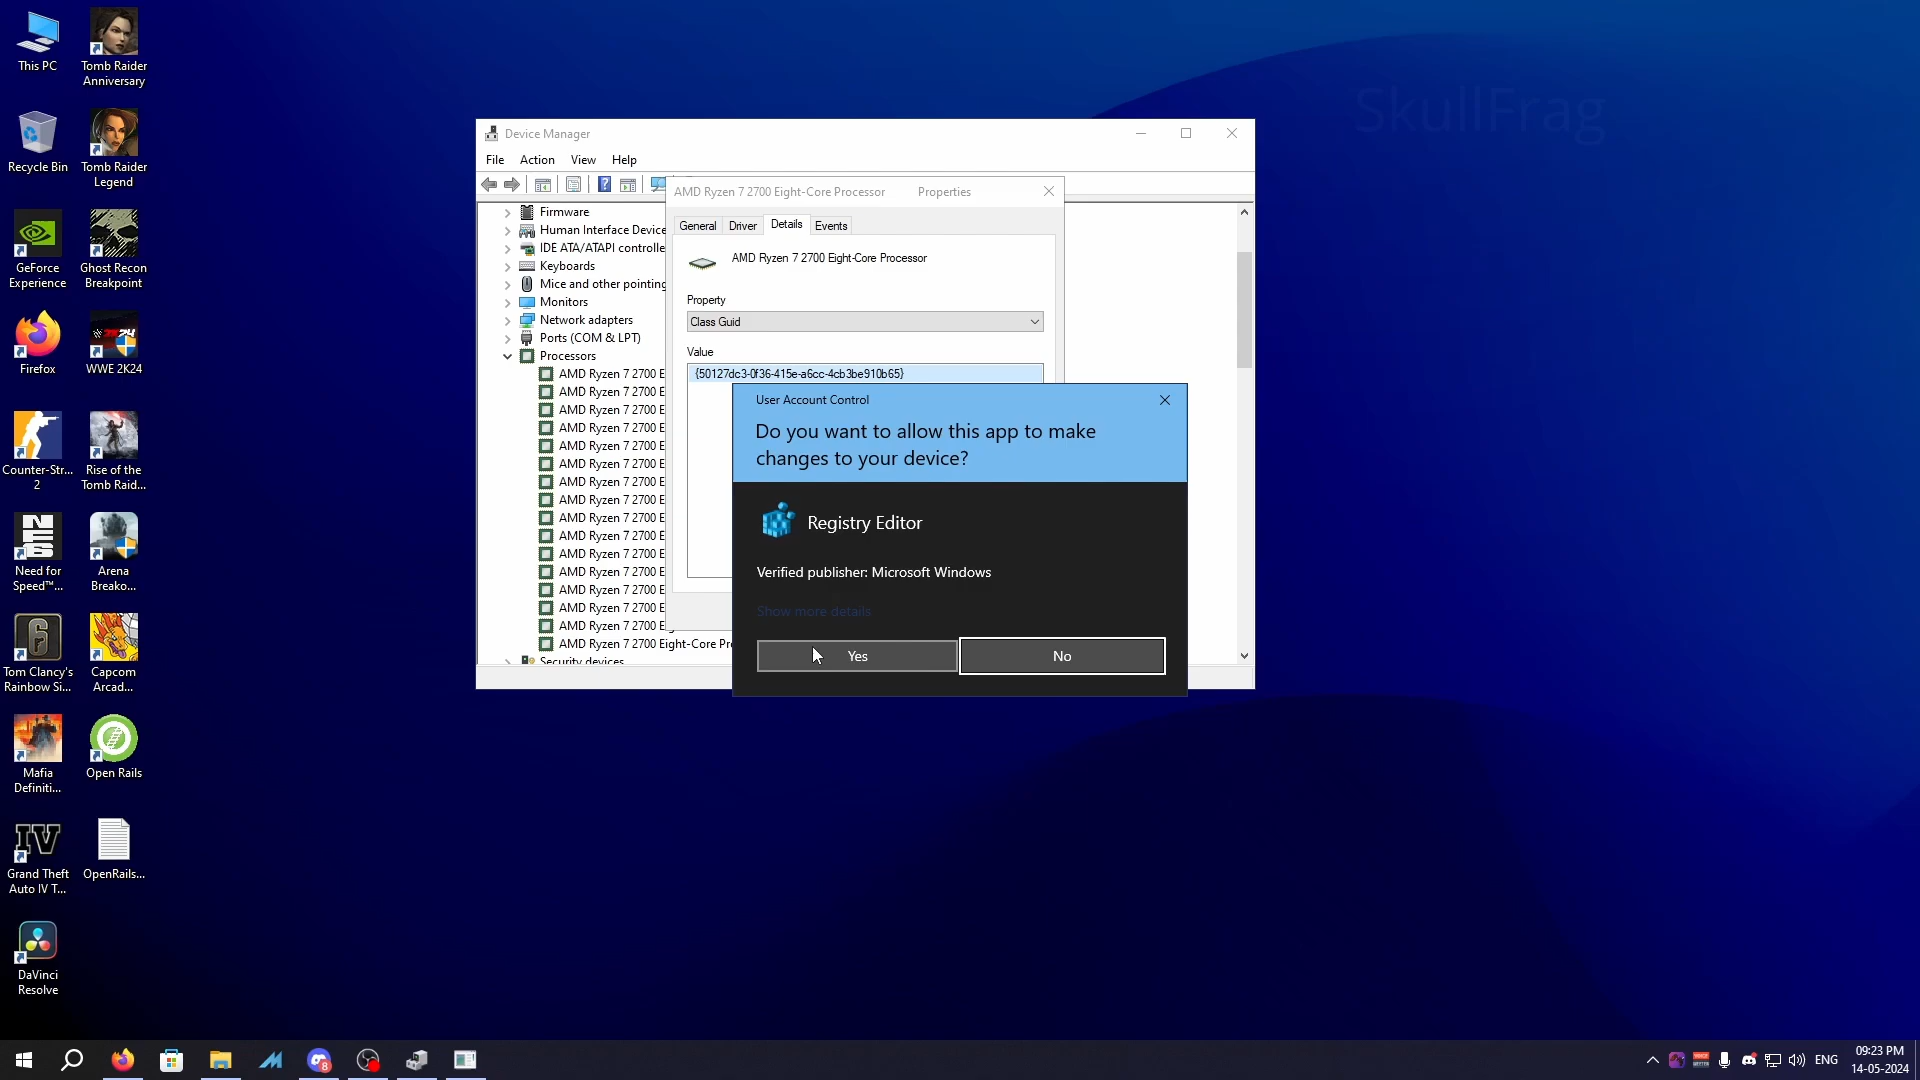 This PC
Tomb Raider
Anniversary
Recycle Bin
Tomb Raider
Legend
GeForce
Experience
Ghost Recon
Breakpoint
Firefox
WWE 2K24
Counter-Str...
2
Rise of the
Tomb Raid...
Need for
Speed™...
Arena
Breako...
Tom Clancy's
Rainbow Si...
Capcom
Arcad...
Mafia
Definiti...
Open Rails
Grand Theft
Auto IV T...
OpenRails...
DaVinci
Resolve
SkullFrag
Device Manager
File Action View Help
Firmware
Human Interface Device
IDE ATA/ATAPI controlle
Keyboards
Mice and other pointing
Monitors
Network adapters
Ports (COM & LPT)
Processors
AMD Ryzen 7 2700 E
AMD Ryzen 7 2700 E
AMD Ryzen 7 2700 E
AMD Ryzen 7 2700 E
AMD Ryzen 7 2700 E
AMD Ryzen 7 2700 E
AMD Ryzen 7 2700 E
AMD Ryzen 7 2700 E
AMD Ryzen 7 2700 E
AMD Ryzen 7 2700 E
AMD Ryzen 7 2700 E
AMD Ryzen 7 2700 E
AMD Ryzen 7 2700 E
AMD Ryzen 7 2700 E
AMD Ryzen 7 2700 Eig
AMD Ryzen 7 2700 Eight-Core Pr
Security devices
AMD Ryzen 7 2700 Eight-Core Processor Properties
General Driver Details Events
AMD Ryzen 7 2700 Eight-Core Processor
Property
Class Guid
Value
{50127dc3-0f36-415e-a6cc-4cb3be910b65}
User Account Control
Do you want to allow this app to make
changes to your device?
Registry Editor
Verified publisher: Microsoft Windows
Show more details
Yes
No
ENG
09:23 PM
14-05-2024